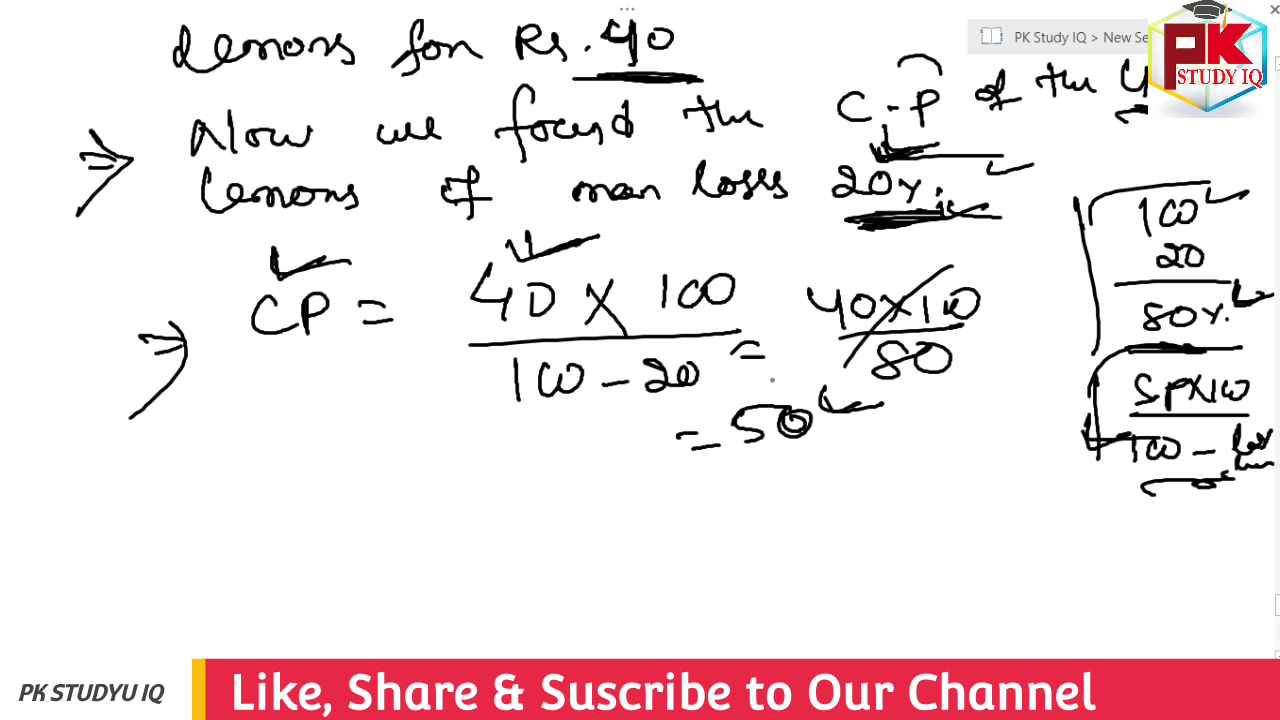 Lemons for Rs. 40
PK Study IQ > New Se
PK
STUDY IQ
Now we found the C.P of the
lemons if man loses 20%.
CP = 40 X 100 / 100 - 20 = 40 X 100 / 80
= 50
100
20
80%.
SP X 100
100 -
PK STUDYU IQ
Like, Share & Suscribe to Our Channel